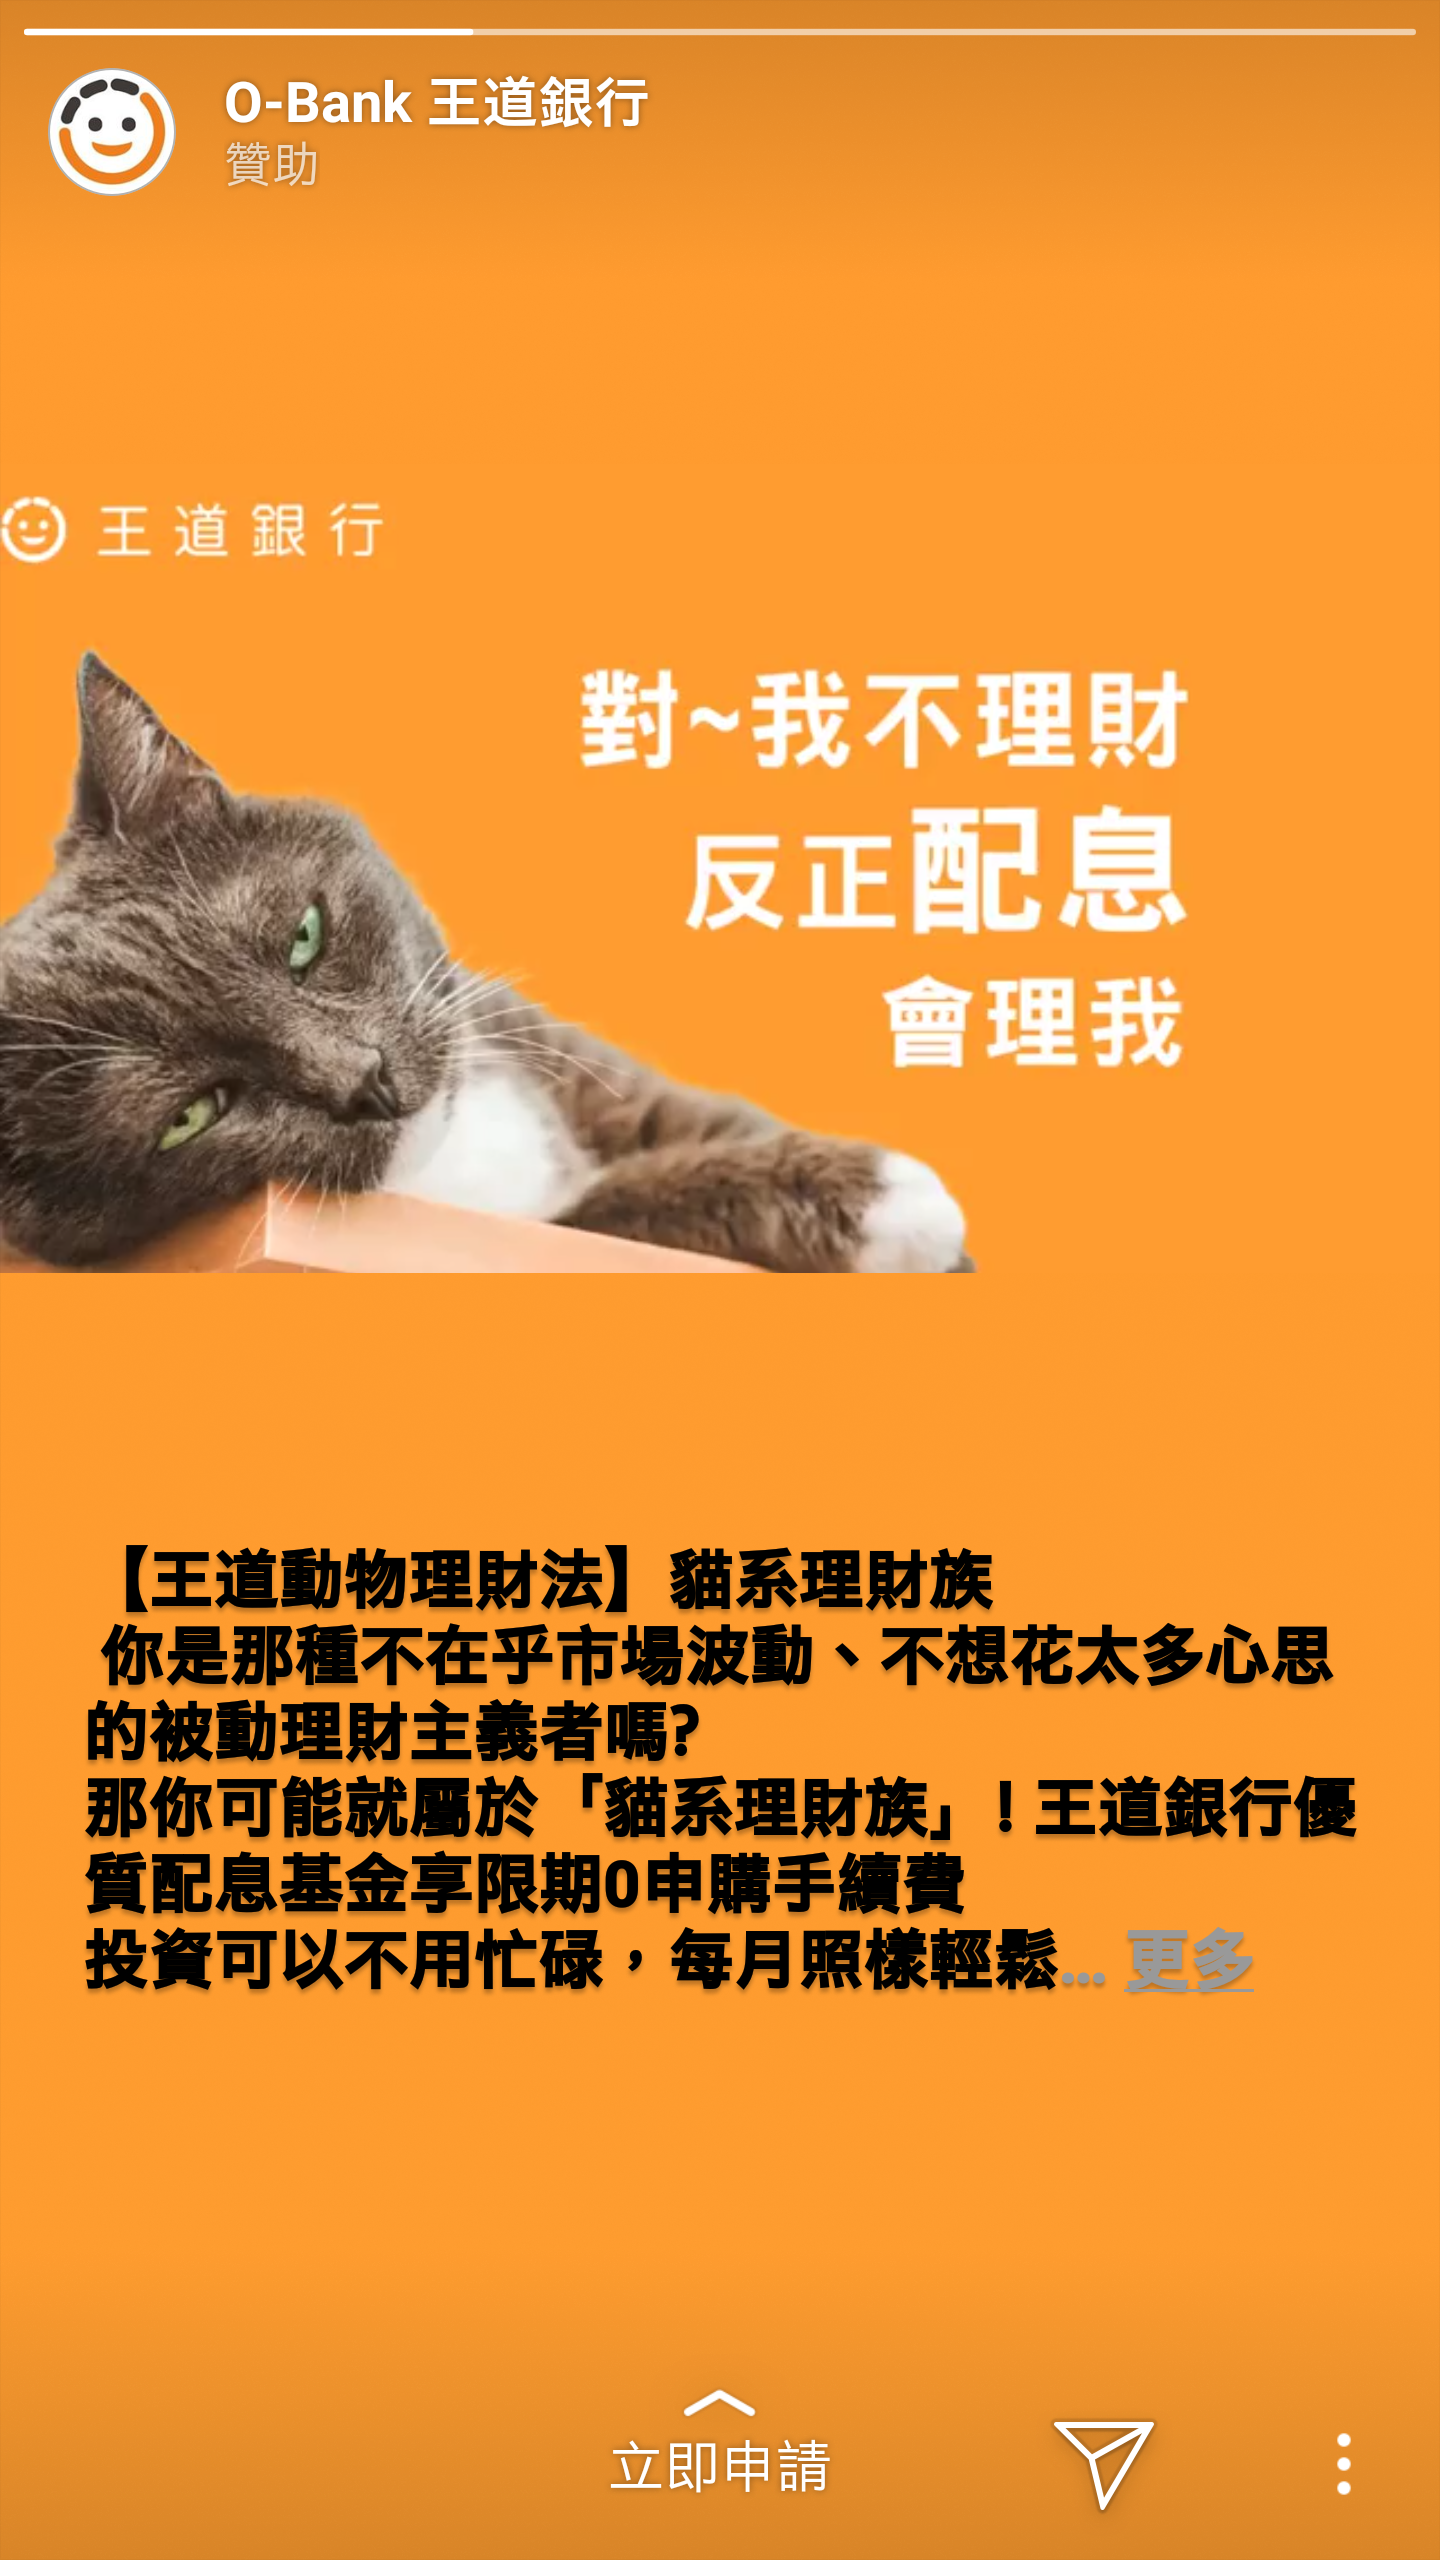 O-Bank 王道銀行
贊助
王道銀行
對~我不理財
反正配息
會理我
【王道動物理財法】貓系理財族
你是那種不在乎市場波動、不想花太多心思
的被動理財主義者嗎?
那你可能就屬於「貓系理財族」! 王道銀行優
質配息基金享限期0申購手續費
投資可以不用忙碌，每月照樣輕鬆... 更多
立即申請